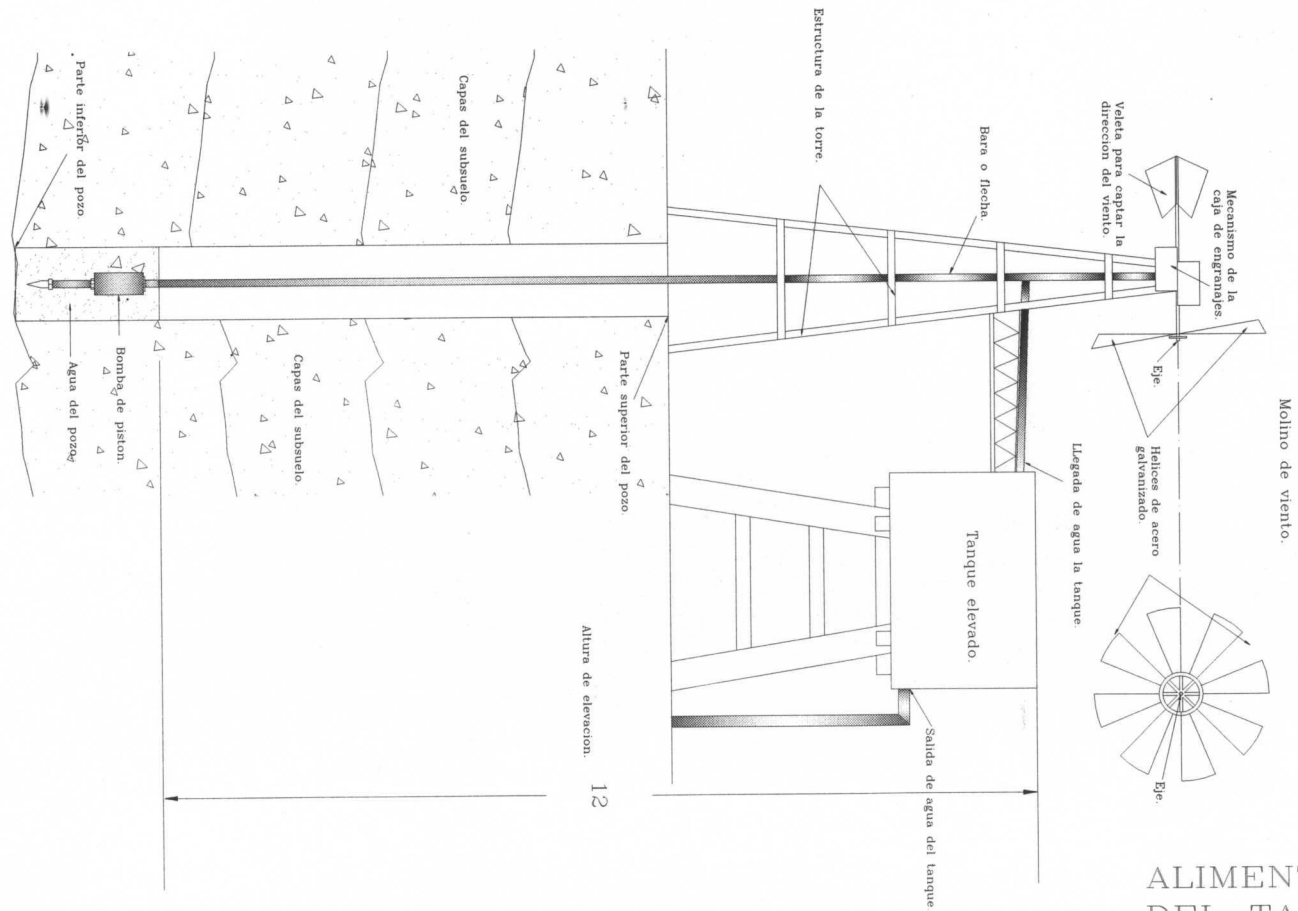 Molino de viento.
Mecanismo de la
caja de engranajes.
Veleta para captar la
direccion del viento.
Eje.
Helices de acero
galvanizado.
Eje.
Bara o flecha.
LLegada de agua la tanque.
Estructura de la torre.
Tanque elevado.
Salida de agua del tanque.
Parte superior del pozo.
Altura de elevacion.
12
Capas del subsuelo.
Capas del subsuelo.
Parte inferior del pozo.
Bomba de piston.
Agua del pozo.
ALIMENT
DEL TA